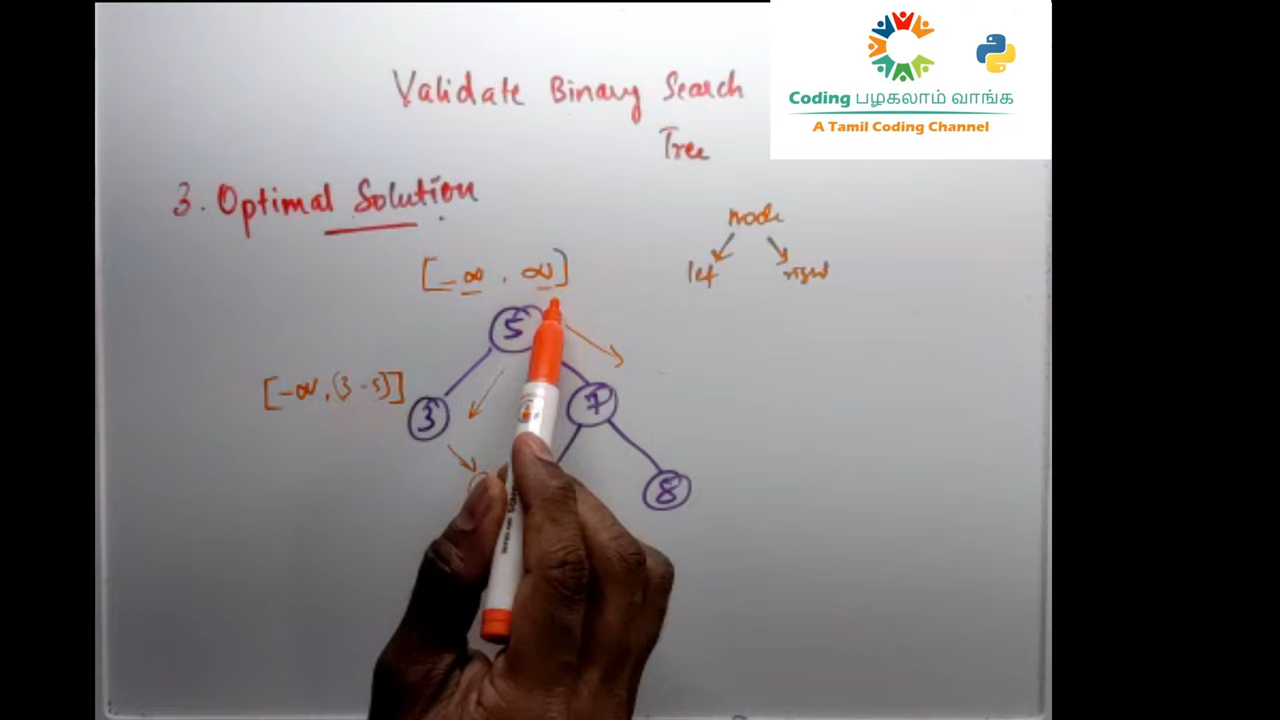 Validate Binary Search
Tree
Coding பழகலாம் வாங்க
A Tamil Coding Channel
3. Optimal Solution
node
left
right
[-∞, ∞]
5
[-∞, (3-5)]
3
7
8